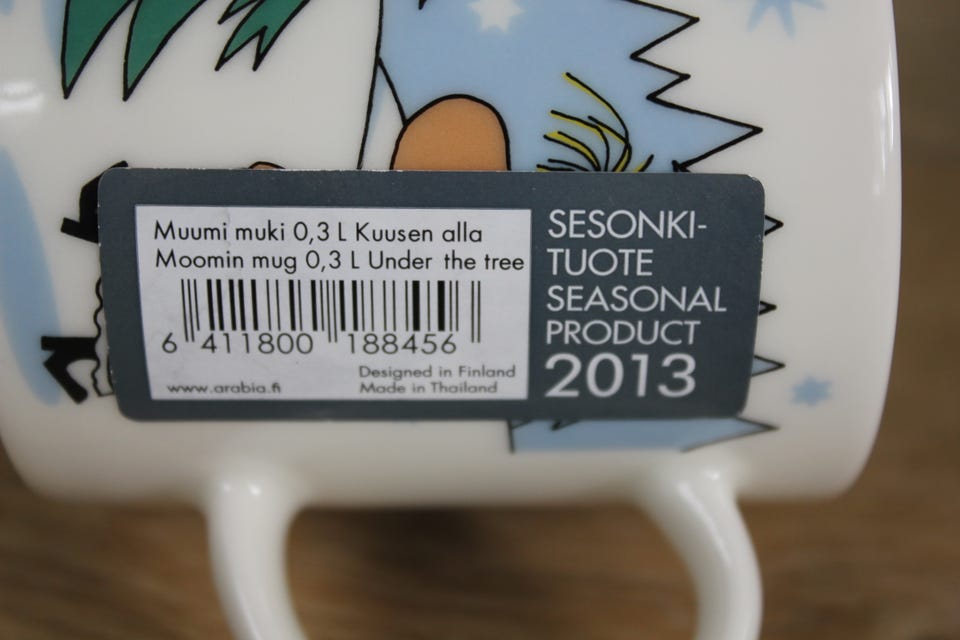 Muumi muki 0,3 L Kuusen alla
Moomin mug 0,3 L Under the tree
6 411800 188456
Designed in Finland
www.arabia.fi Made in Thailand
SESONKI-
TUOTE
SEASONAL
PRODUCT
2013